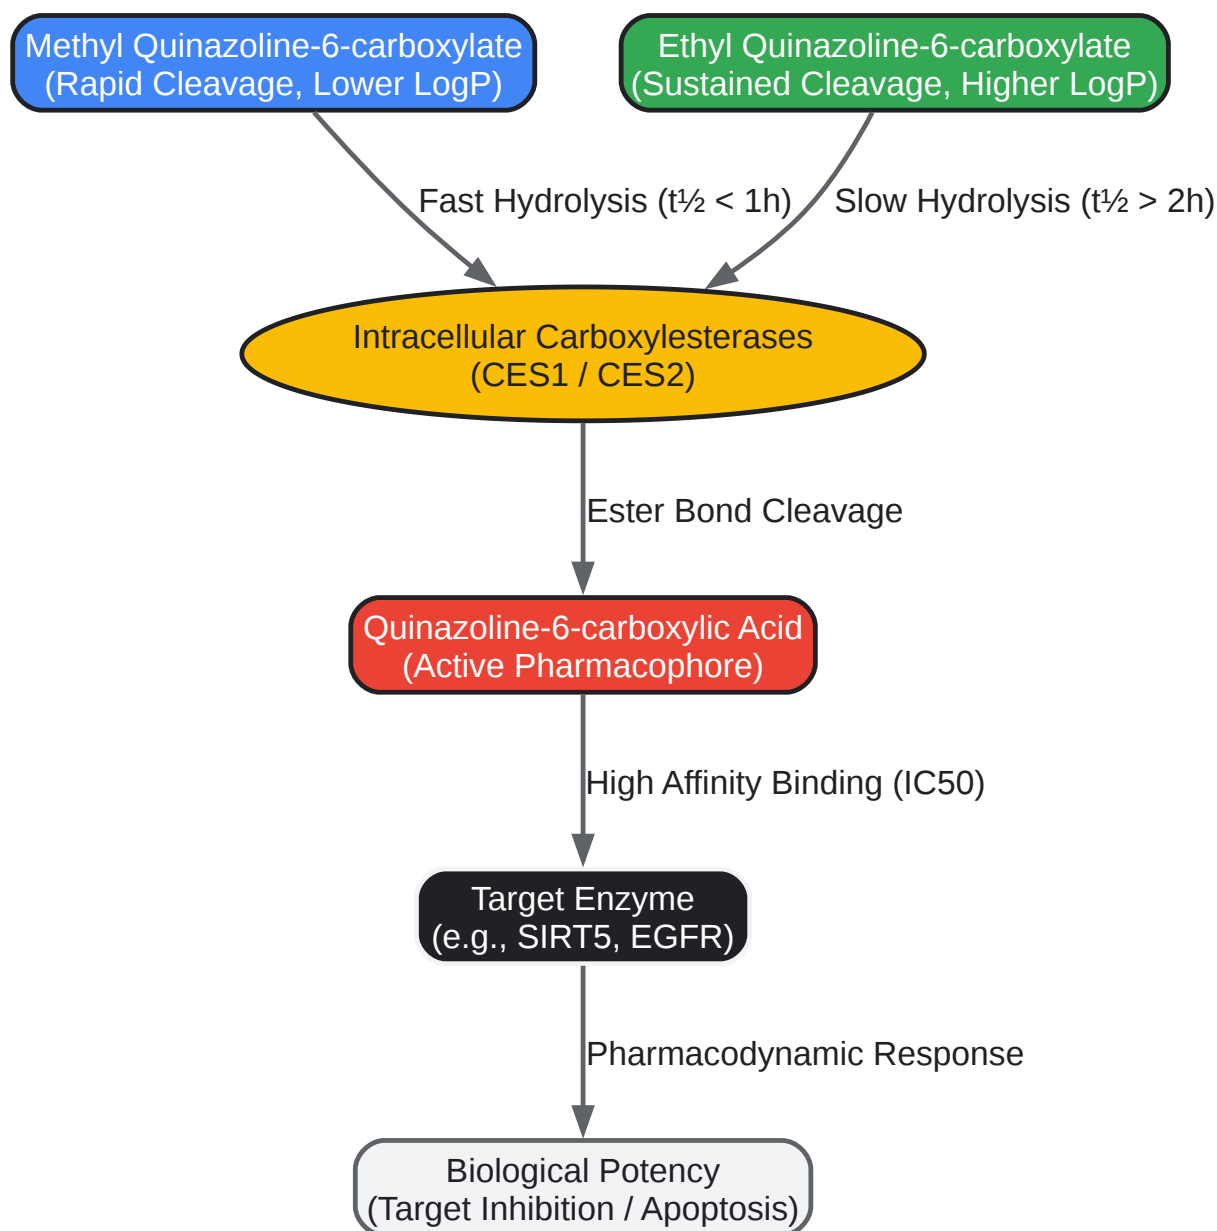 Methyl Quinazoline-6-carboxylate
(Rapid Cleavage, Lower LogP)
Ethyl Quinazoline-6-carboxylate
(Sustained Cleavage, Higher LogP)
Fast Hydrolysis (t½ < 1h)
Slow Hydrolysis (t½ > 2h)
Intracellular Carboxylesterases
(CES1 / CES2)
Ester Bond Cleavage
Quinazoline-6-carboxylic Acid
(Active Pharmacophore)
High Affinity Binding (IC50)
Target Enzyme
(e.g., SIRT5, EGFR)
Pharmacodynamic Response
Biological Potency
(Target Inhibition / Apoptosis)